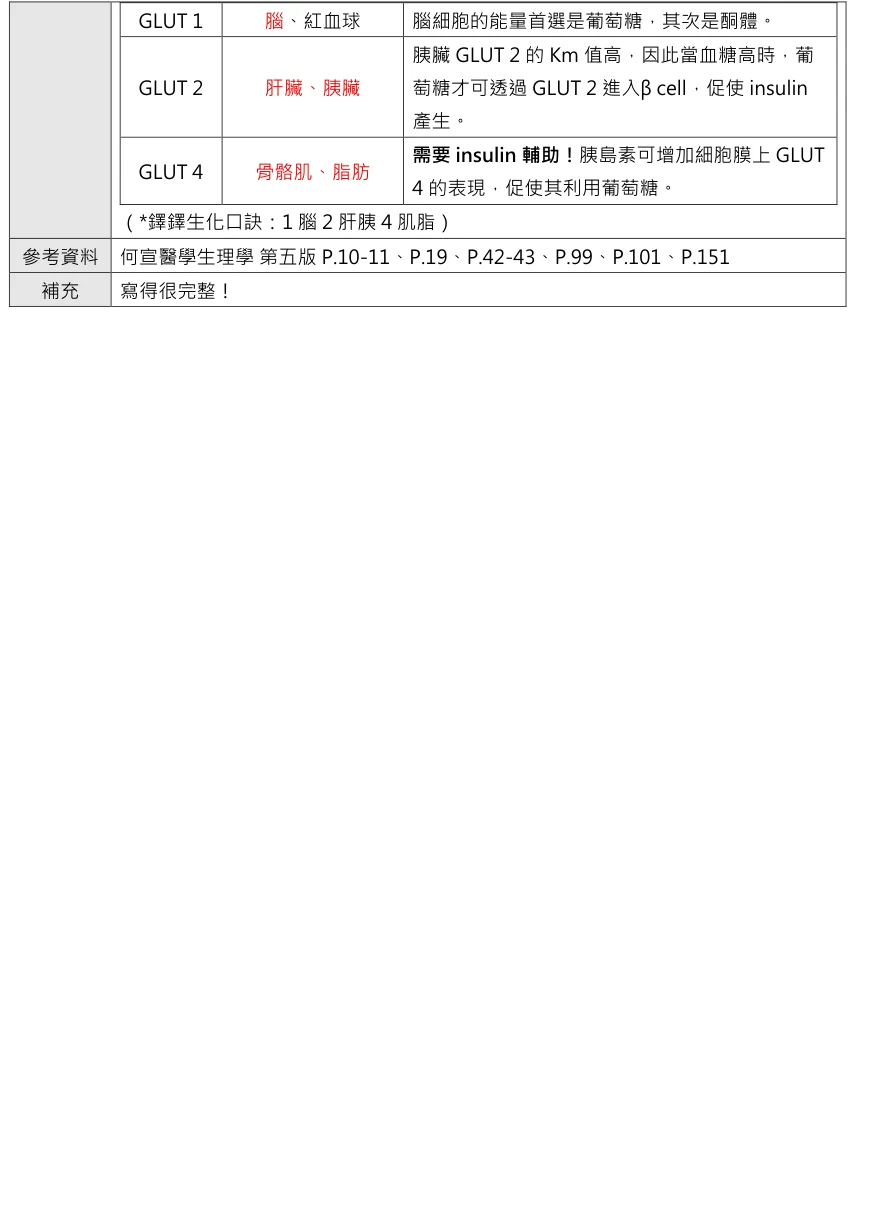 GLUT 1 腦、紅血球 腦細胞的能量首選是葡萄糖，其次是酮體。
胰臟 GLUT 2 的 Km 值高，因此當血糖高時，葡
GLUT 2 肝臟、胰臟 萄糖才可透過 GLUT 2 進入β cell，促使 insulin
產生。
需要 insulin 輔助！胰島素可增加細胞膜上 GLUT
GLUT 4 骨骼肌、脂肪
4 的表現，促使其利用葡萄糖。
（*鐸鐸生化口訣：1 腦 2 肝胰 4 肌脂）
參考資料 何宣醫學生理學 第五版 P.10-11、P.19、P.42-43、P.99、P.101、P.151
補充 寫得很完整！